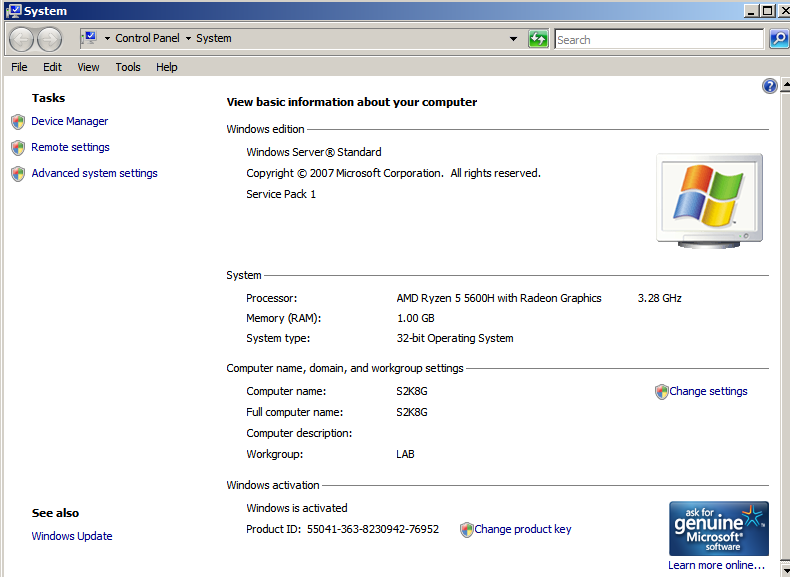 System
Control Panel System
Search
File Edit View Tools Help
Tasks
Device Manager
Remote settings
Advanced system settings
See also
Windows Update
View basic information about your computer
Windows edition
Windows Server® Standard
Copyright © 2007 Microsoft Corporation. All rights reserved.
Service Pack 1
System
Processor: AMD Ryzen 5 5600H with Radeon Graphics 3.28 GHz
Memory (RAM): 1.00 GB
System type: 32-bit Operating System
Computer name, domain, and workgroup settings
Computer name: S2K8G
Change settings
Full computer name: S2K8G
Computer description:
Workgroup: LAB
Windows activation
Windows is activated
Product ID: 55041-363-8230942-76952 Change product key
ask for
genuine
Microsoft®
software
Learn more online...